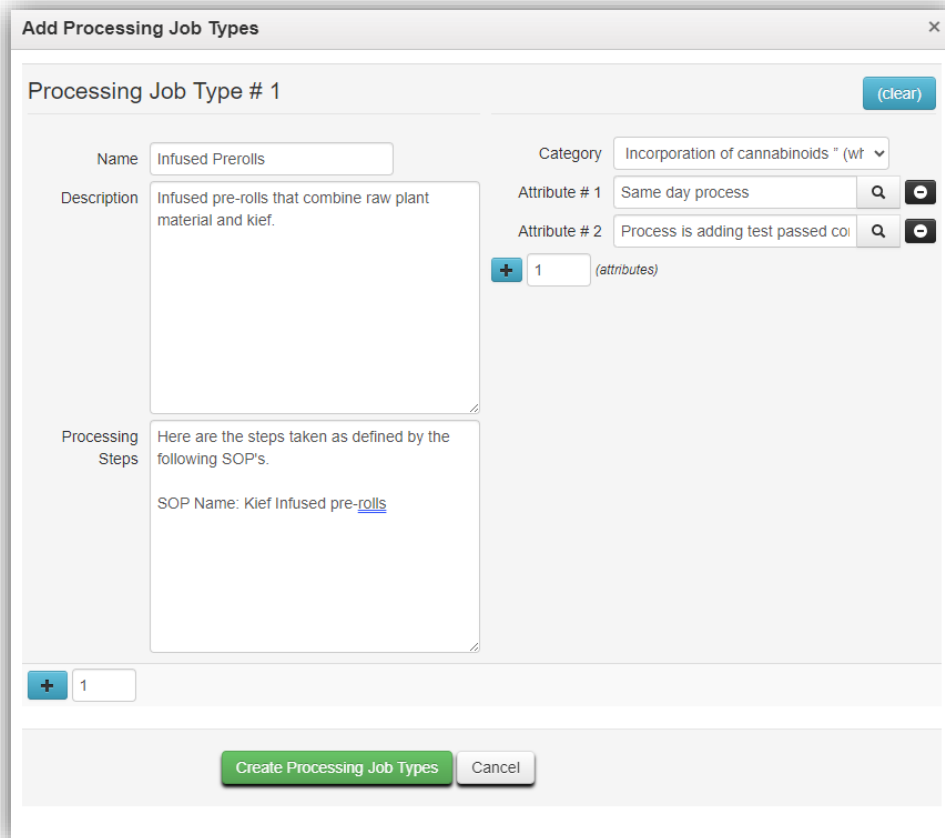 Add Processing Job Types ×
Processing Job Type # 1
(clear)
Name Infused Prerolls
Description Infused pre-rolls that combine raw plant
material and kief.
Processing
Steps
Here are the steps taken as defined by the
following SOP's.
SOP Name: Kief Infused pre-rolls
Category Incorporation of cannabinoids " (wh
Attribute # 1 Same day process
Attribute # 2 Process is adding test passed co
+ 1 (attributes)
+ 1
Create Processing Job Types Cancel